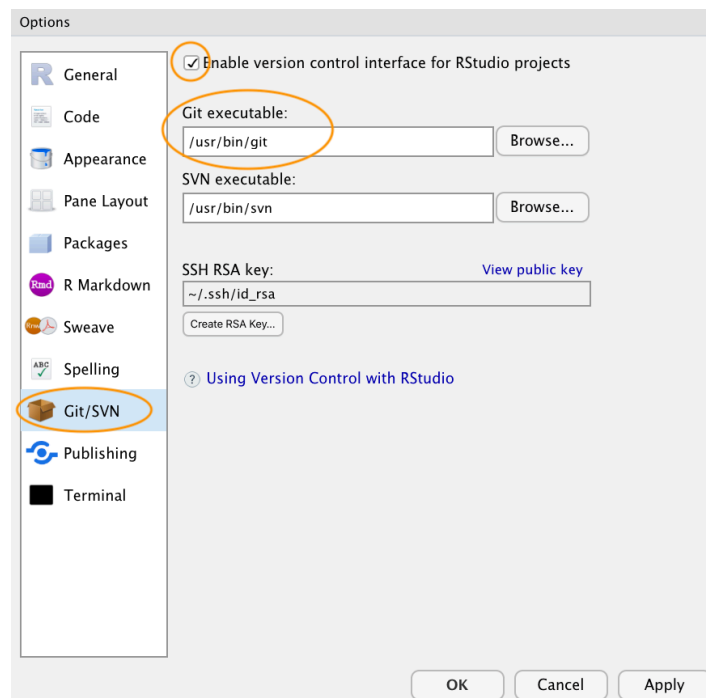 Options
General
Code
Appearance
Pane Layout
Packages
Rmd R Markdown
Sweave
ABC Spelling
Git/SVN
Publishing
Terminal
Enable version control interface for RStudio projects
Git executable:
/usr/bin/git Browse...
SVN executable:
/usr/bin/svn Browse...
SSH RSA key: View public key
~/.ssh/id_rsa
Create RSA Key...
? Using Version Control with RStudio
OK Cancel Apply